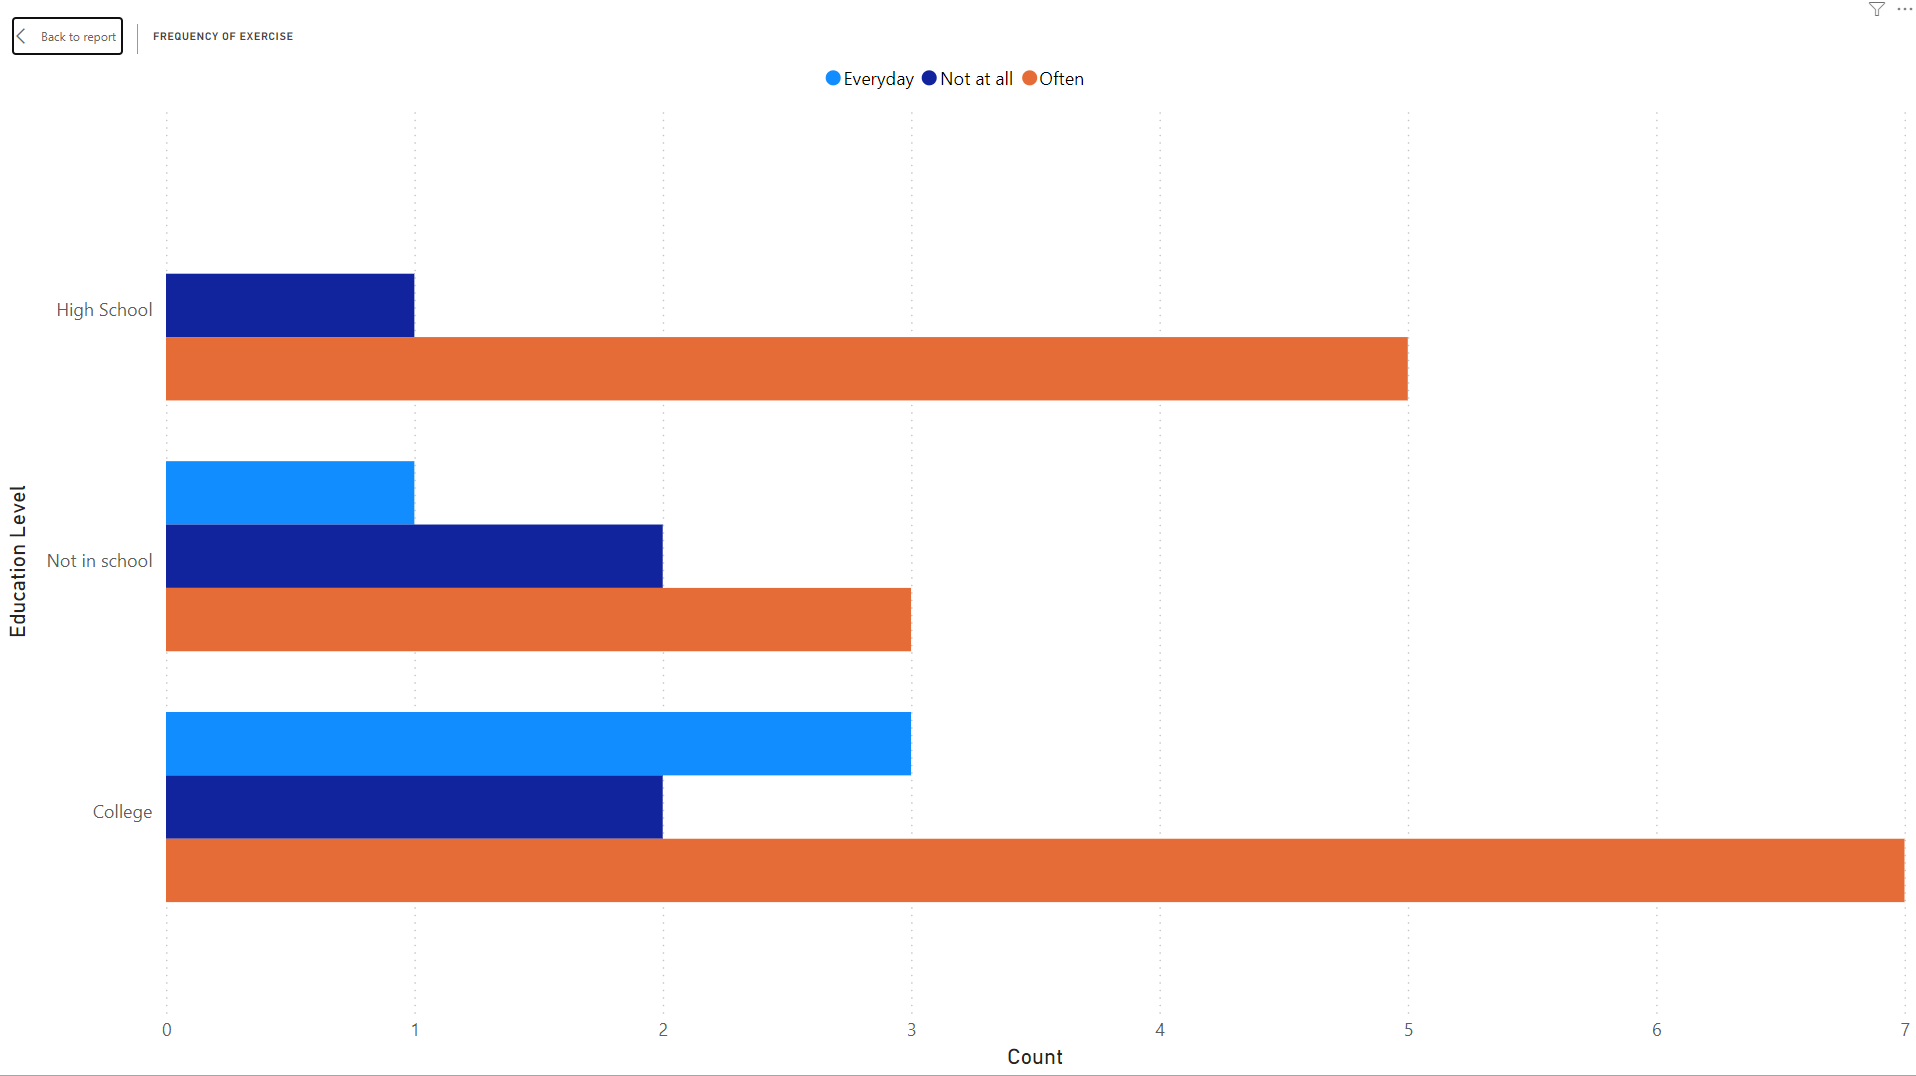 Back to report
FREQUENCY OF EXERCISE
Everyday Not at all Often
Education Level
High School
Not in school
College
0 1 2 3 4 5 6 7
Count